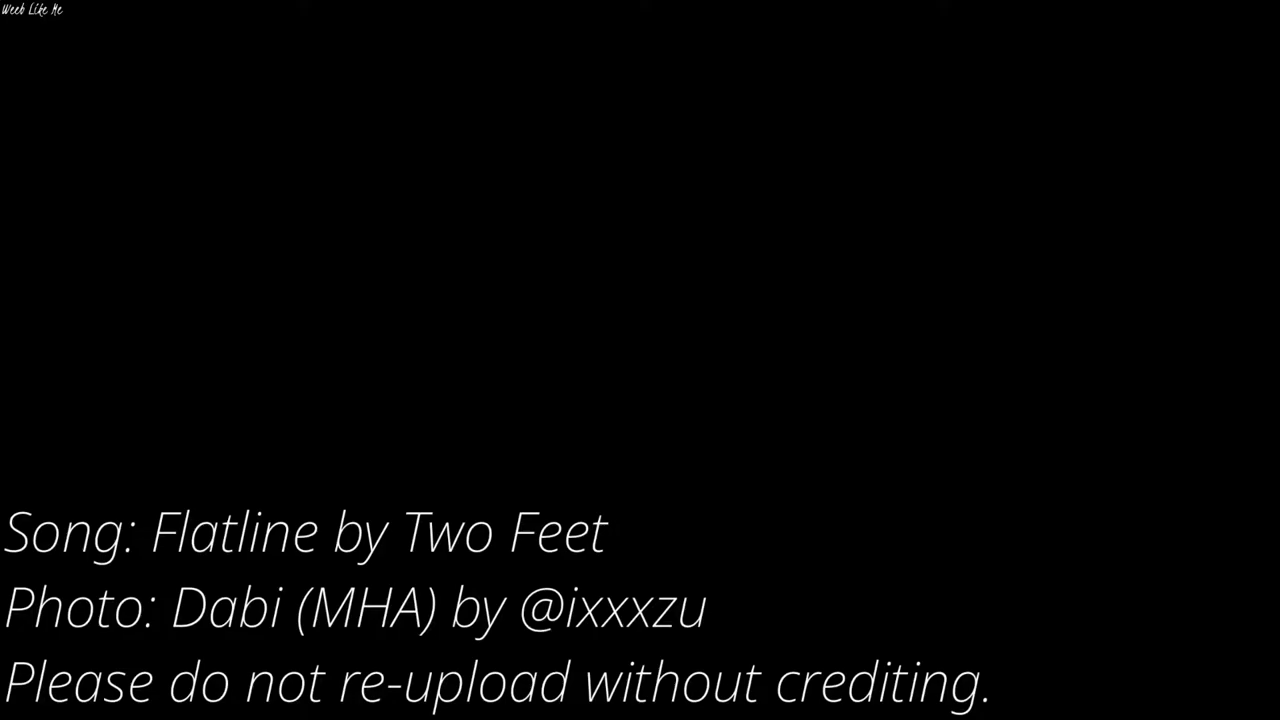 Weeb Like Me
Song: Flatline by Two Feet
Photo: Dabi (MHA) by @ixxxzu
Please do not re-upload without crediting.